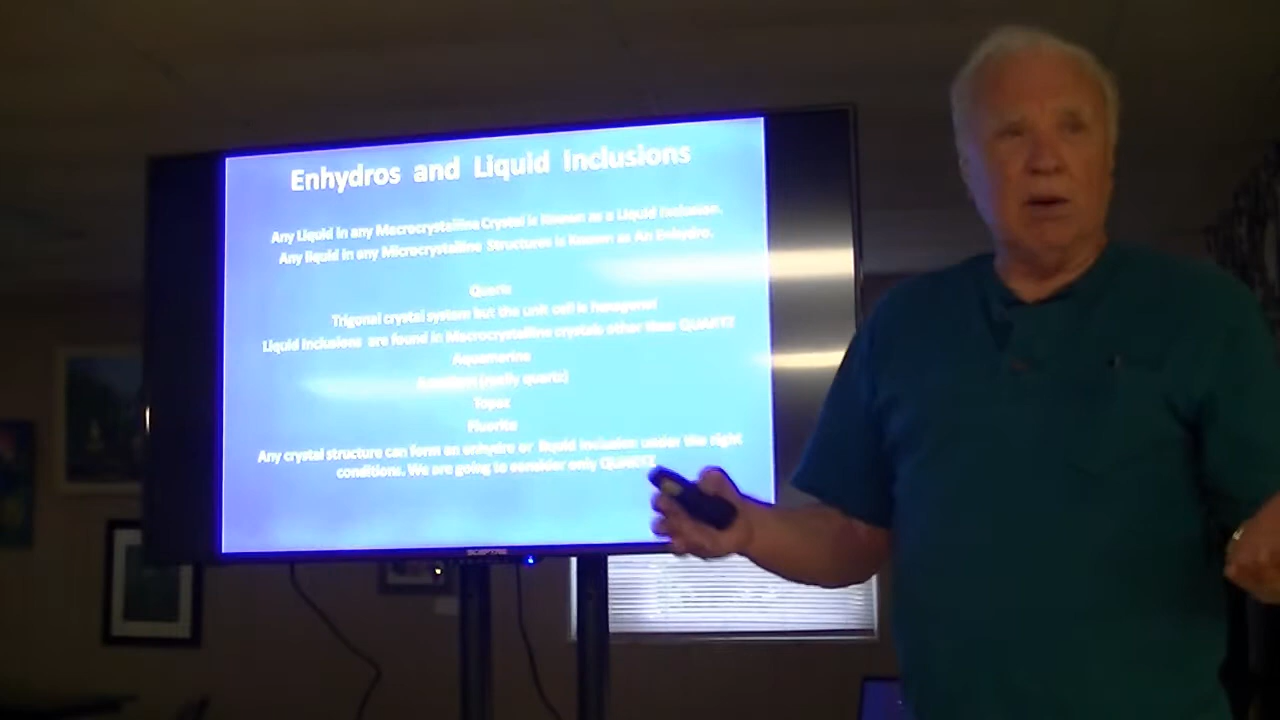 Enhydros and Liquid Inclusions
Any Liquid in any Macrocrystalline Crystal is Known as a Liquid Inclusion.
Any liquid in any Microcrystalline Structures is Known as An Enhydro.
Quartz
Trigonal crystal system but the unit cell is hexagonal
Liquid Inclusions are found in Macrocrystalline crystals other than QUARTZ
Aquamarine
(really quartz)
Topaz
Fluorite
Any crystal structure can form an enhydro or liquid inclusion under the right
conditions. We are going to consider only QUARTZ
SCEPTRE